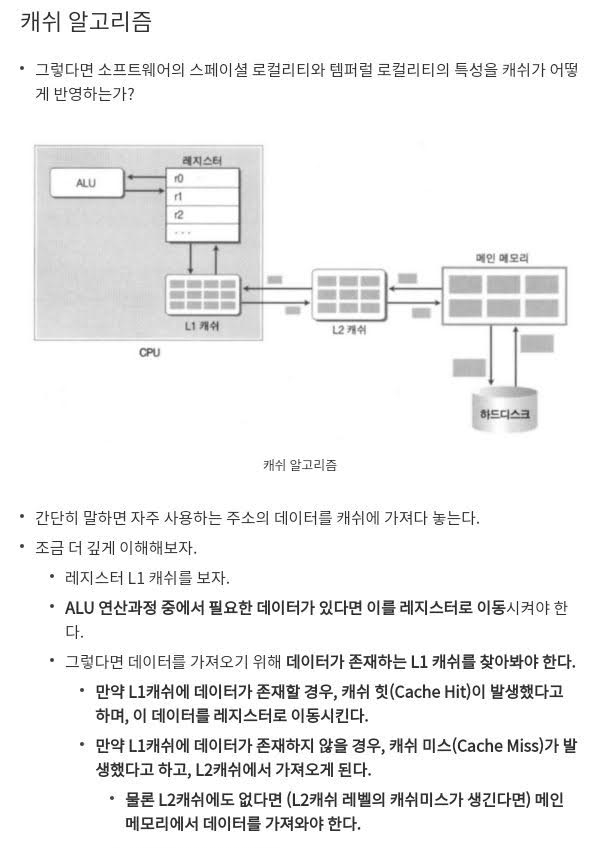 캐쉬 알고리즘
• 그렇다면 소프트웨어의 스페이셜 로컬리티와 템퍼럴 로컬리티의 특성을 캐쉬가 어떻
게 반영하는가?
레지스터
ALU
r0
r1
r2
...
L1 캐쉬
CPU
L2 캐쉬
메인 메모리
하드디스크
캐쉬 알고리즘
• 간단히 말하면 자주 사용하는 주소의 데이터를 캐쉬에 가져다 놓는다.
• 조금 더 깊게 이해해보자.
• 레지스터 L1 캐쉬를 보자.
• ALU 연산과정 중에서 필요한 데이터가 있다면 이를 레지스터로 이동시켜야 한
다.
• 그렇다면 데이터를 가져오기 위해 데이터가 존재하는 L1 캐쉬를 찾아봐야 한다.
• 만약 L1캐쉬에 데이터가 존재할 경우, 캐쉬 힛(Cache Hit)이 발생했다고
하며, 이 데이터를 레지스터로 이동시킨다.
• 만약 L1캐쉬에 데이터가 존재하지 않을 경우, 캐쉬 미스(Cache Miss)가 발
생했다고 하고, L2캐쉬에서 가져오게 된다.
• 물론 L2캐쉬에도 없다면 (L2캐쉬 레벨의 캐쉬미스가 생긴다면) 메인
메모리에서 데이터를 가져와야 한다.